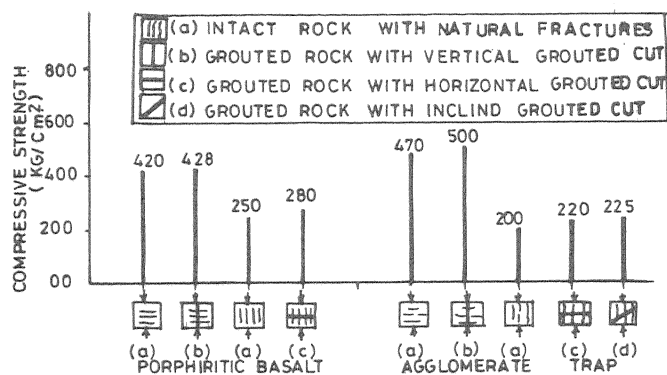 (a) INTACT ROCK WITH NATURAL FRACTURES
(b) GROUTED ROCK WITH VERTICAL GROUTED CUT
(c) GROUTED ROCK WITH HORIZONTAL GROUTED CUT
(d) GROUTED ROCK WITH INCLIND GROUTED CUT
COMPRESSIVE STRENGTH
(KG/Cm²)
800
600
400
200
00
420
428
250
280
470
500
200
220
225
(a) (b) (a) (c) (a) (b) (a) (c) (d)
PORPHIRITIC BASALT AGGLOMERATE TRAP